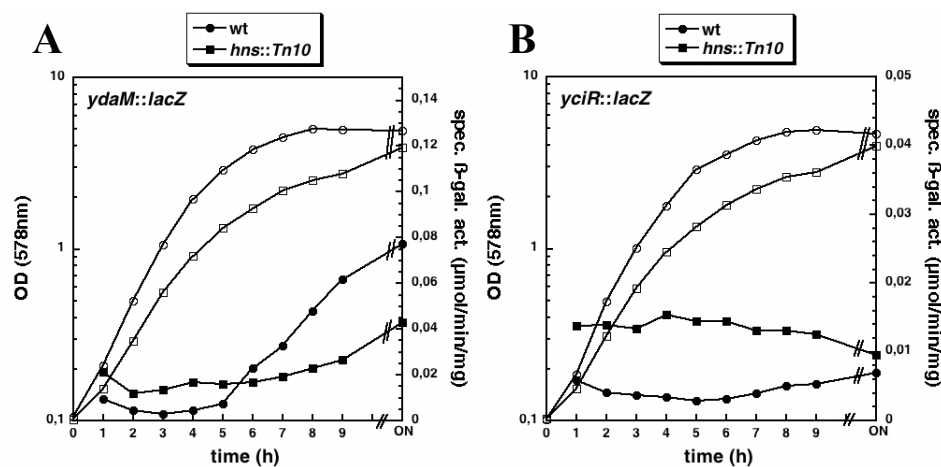 A
wt
hns::Tn10
ydaM::lacZ
10
1
0,1
OD (578nm)
0,14
0,12
0,1
0,08
0,06
0,04
0,02
0
spec. ß-gal. act. (µmol/min/mg)
0 1 2 3 4 5 6 7 8 9 ON
time (h)
B
wt
hns::Tn10
yciR::lacZ
10
1
0,1
OD (578nm)
0,05
0,04
0,03
0,02
0,01
0
spec. ß-gal. act. (µmol/min/mg)
0 1 2 3 4 5 6 7 8 9 ON
time (h)